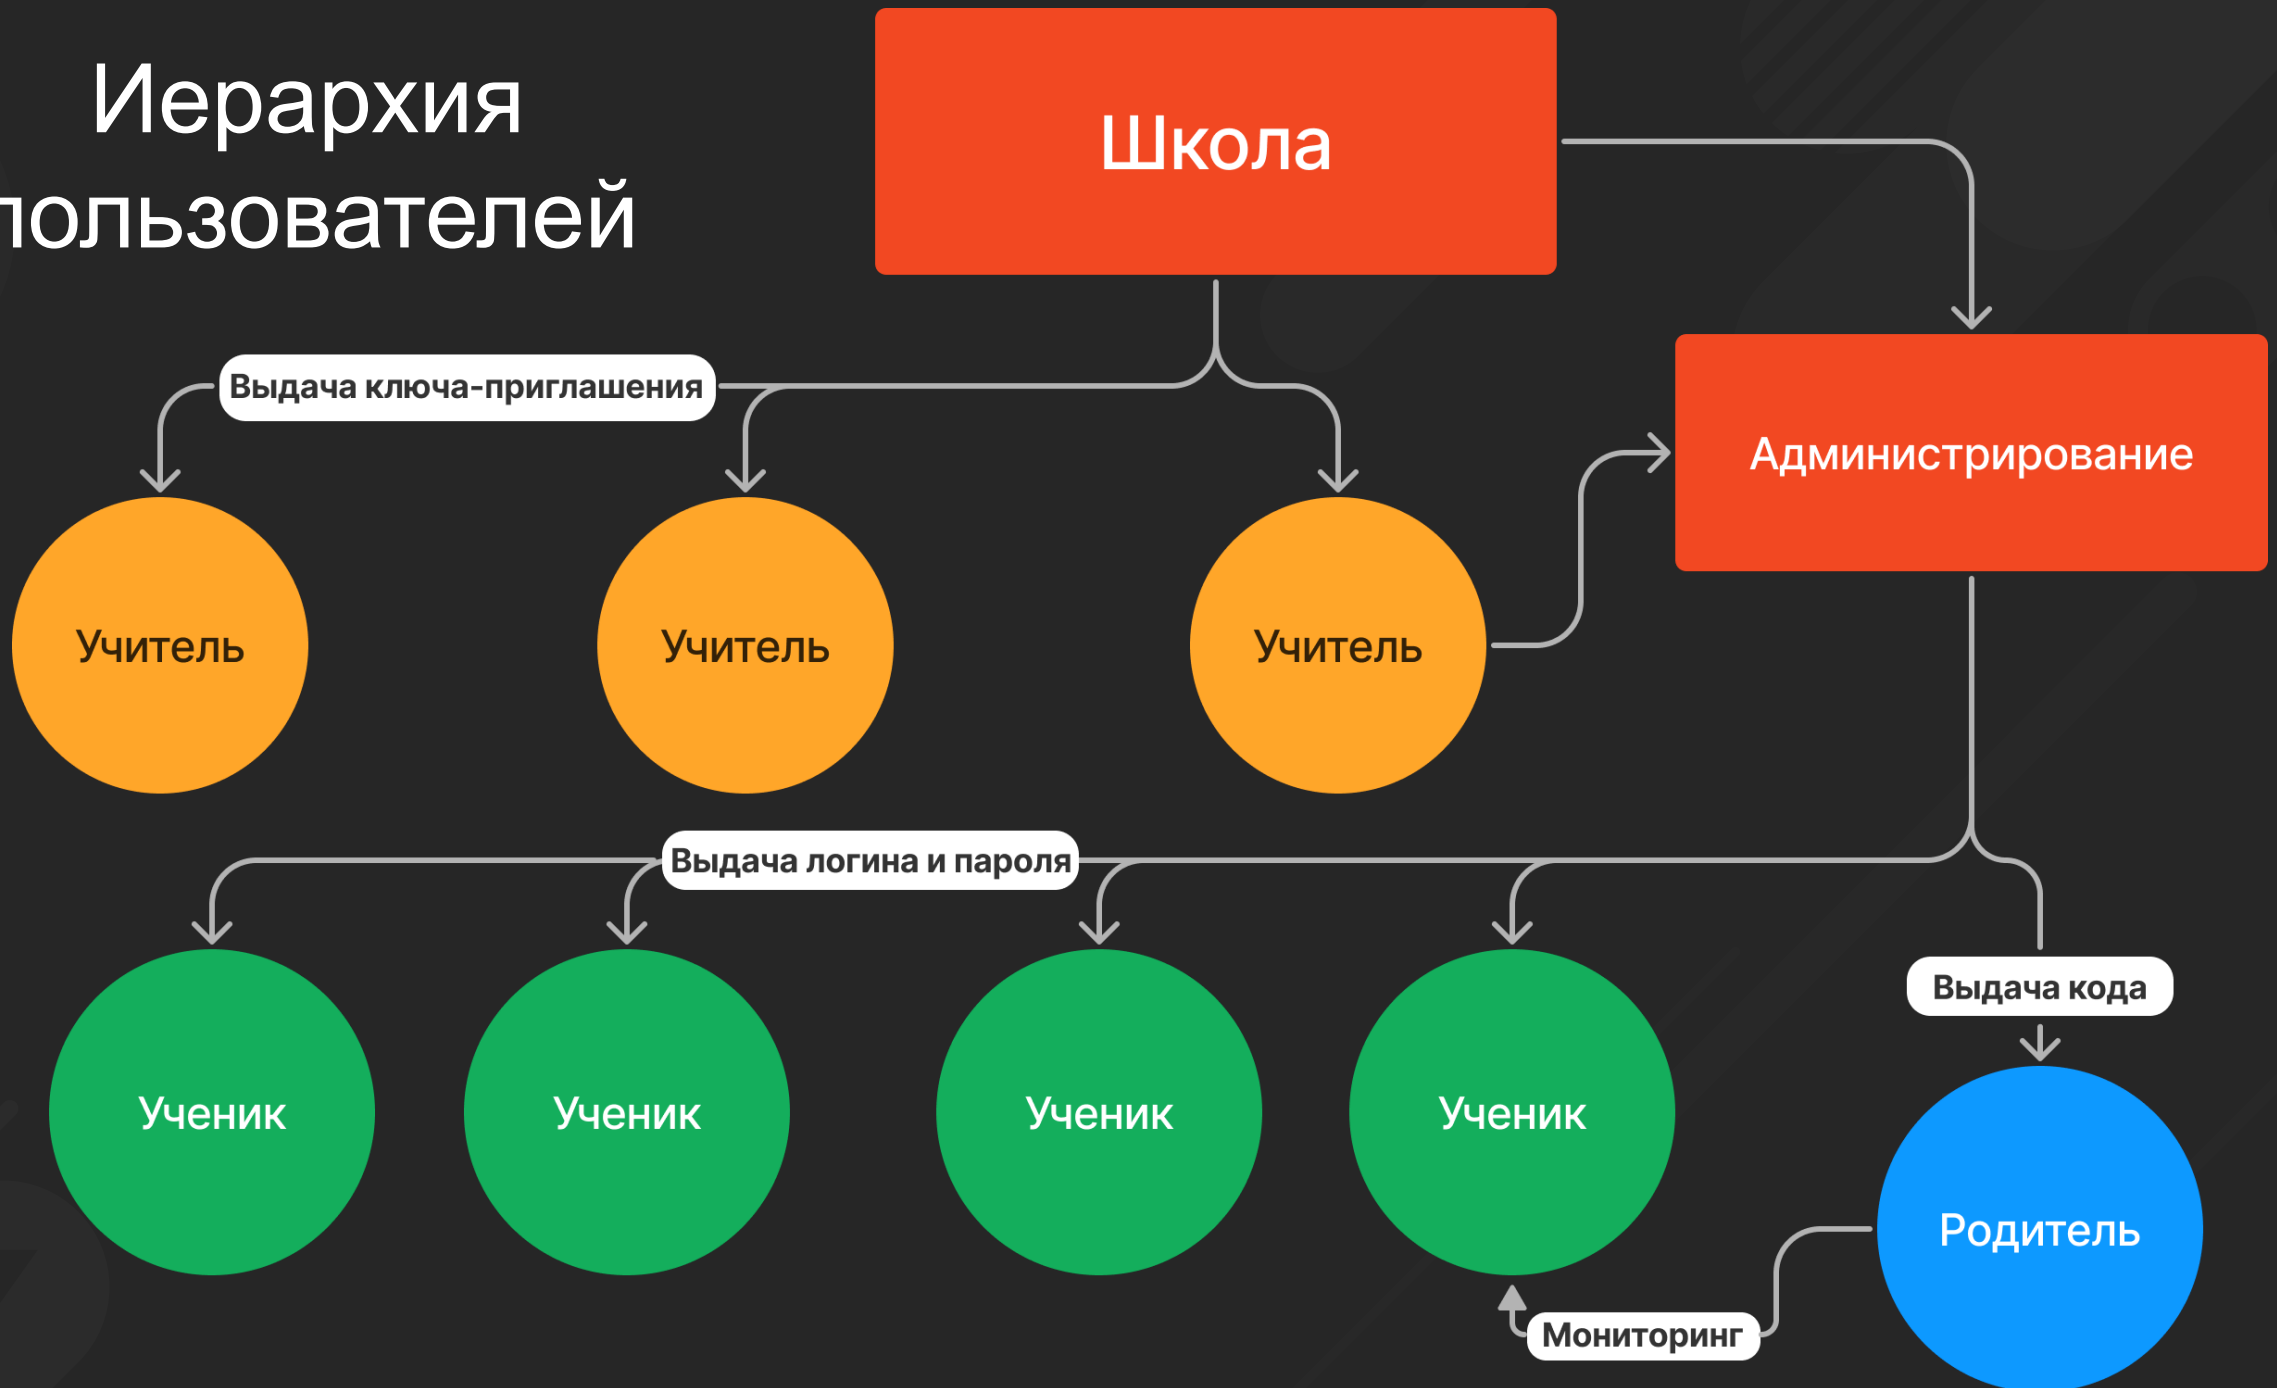 Иерархия
пользователей
Школа
Выдача ключа-приглашения
Администрирование
Учитель
Учитель
Учитель
Выдача логина и пароля
Выдача кода
Ученик
Ученик
Ученик
Ученик
Родитель
Мониторинг